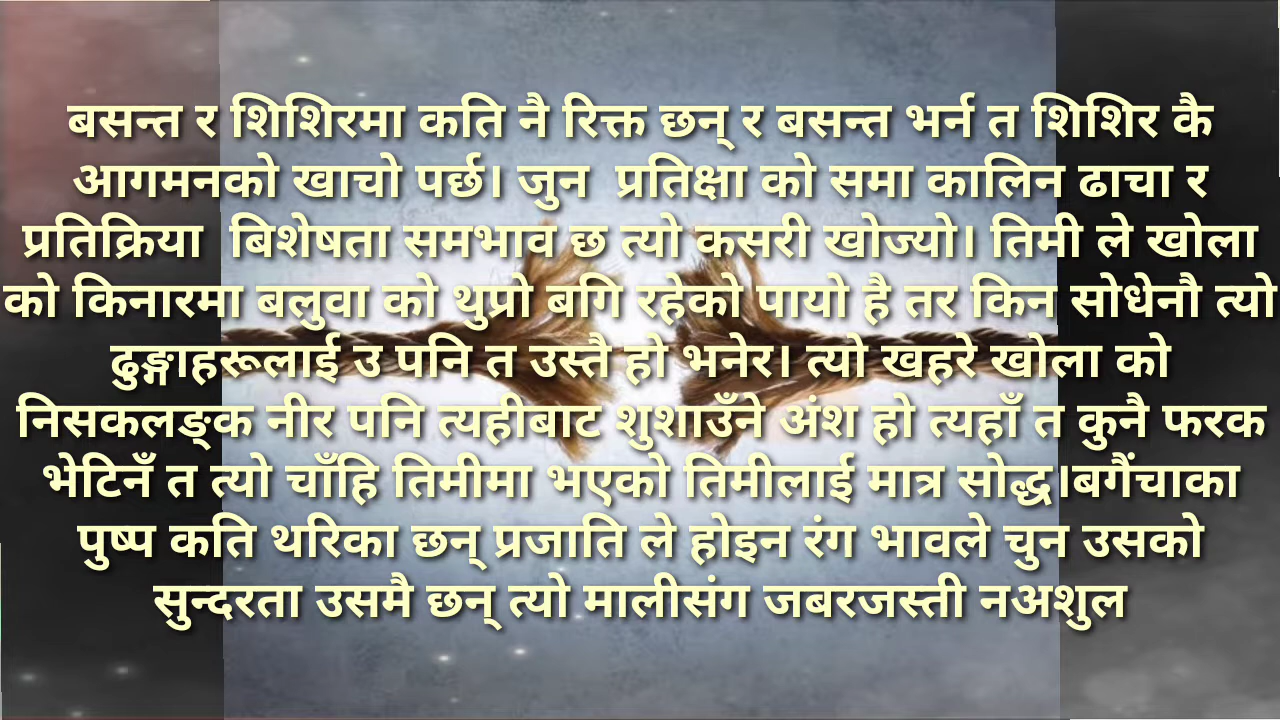 बसन्त र शिशिरमा कति नै रिक्त छन् र बसन्त भर्न त शिशिर कै
आगमनको खाचो पर्छ। जुन  प्रतिक्षा को समा कालिन ढाचा र
प्रतिक्रिया  बिशेषता समभाव छ त्यो कसरी खोज्यो। तिमी ले खोला
को किनारमा बलुवा को थुप्रो बगि रहेको पायो है तर किन सोधेनौ त्यो
ढुङ्गाहरूलाई उ पनि त उस्तै हो भनेर। त्यो खहरे खोला को
निसकलङ्क नीर पनि त्यहीबाट शुशाउँने अंश हो त्यहाँ त कुनै फरक
भेटिनँ त त्यो चाँहि तिमीमा भएको तिमीलाई मात्र सोद्ध।बगैंचाका
पुष्प कति थरिका छन् प्रजाति ले होइन रंग भावले चुन उसको
सुन्दरता उसमै छन् त्यो मालीसंग जबरजस्ती नअशुल